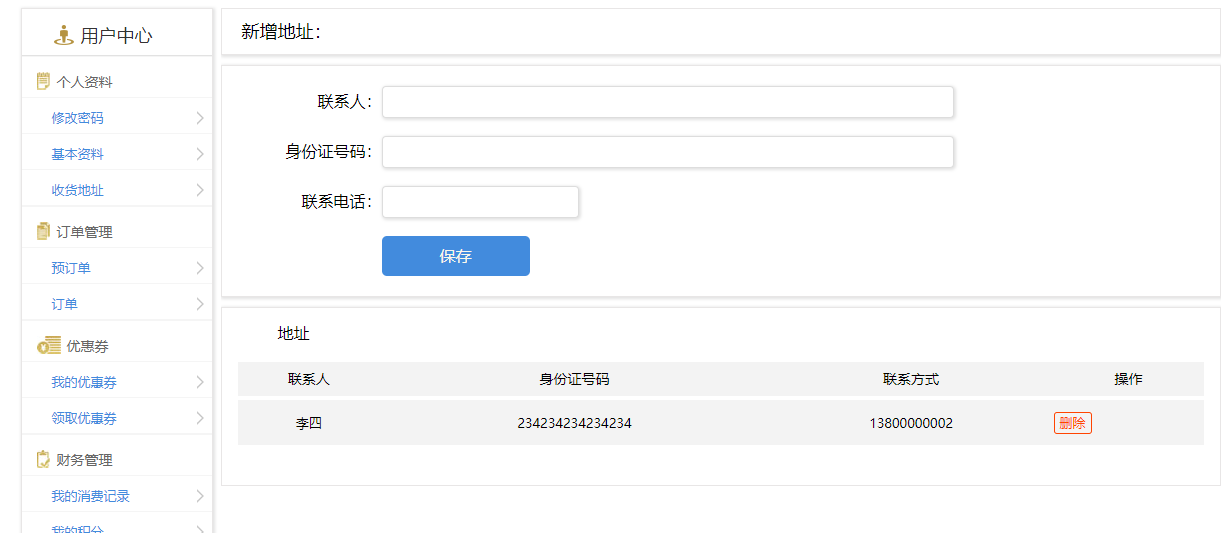 用户中心
个人资料
修改密码
基本资料
收货地址
订单管理
预订单
订单
优惠券
我的优惠券
领取优惠券
财务管理
我的消费记录
我的积分
新增地址：
联系人：
身份证号码：
联系电话：
保存
地址
联系人 身份证号码 联系方式 操作
李四 234234234234234 13800000002 删除